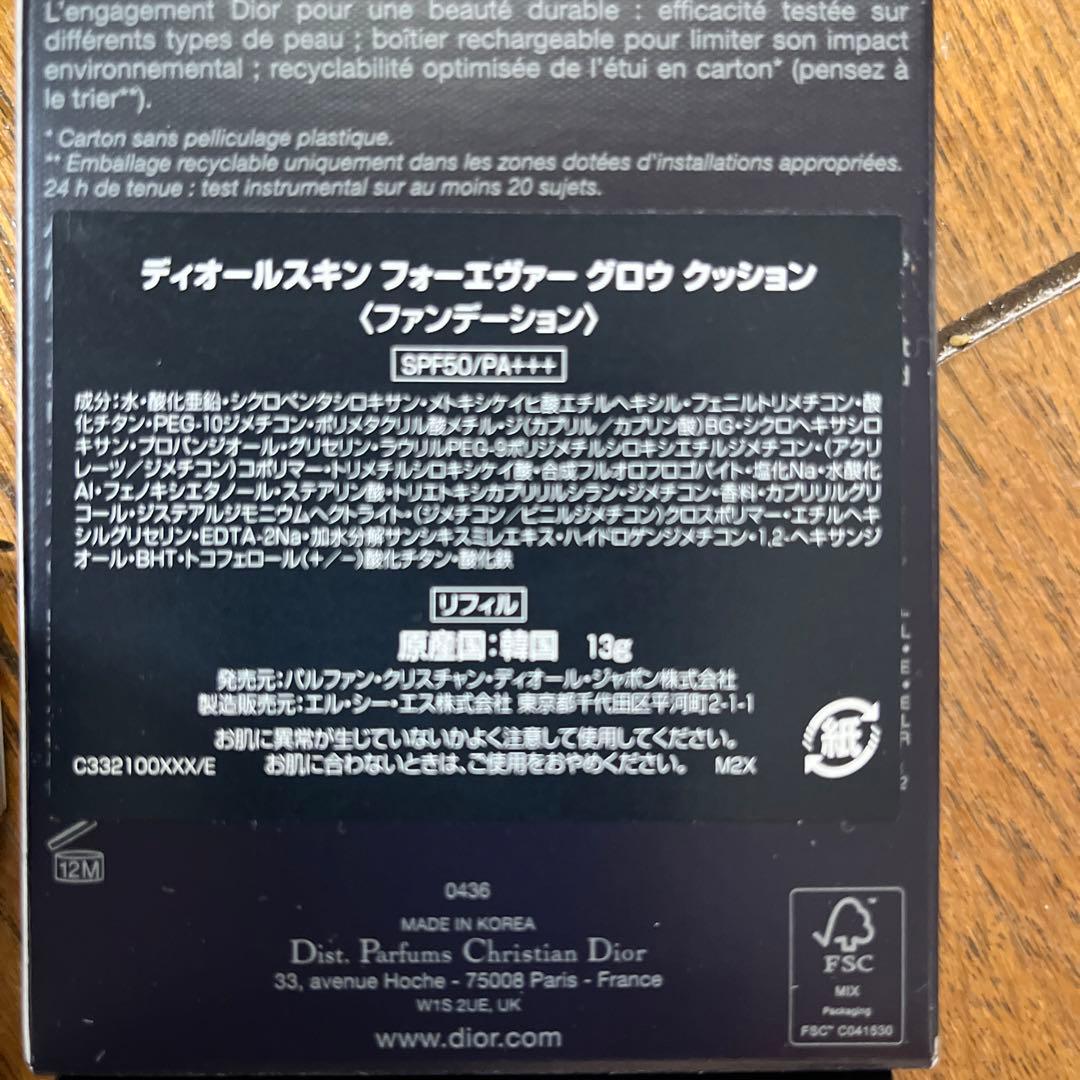 L'engagement Dior pour une beauté durable : efficacité testée sur
différents types de peau ; boîtier rechargeable pour limiter son impact
environnemental ; recyclabilité optimisée de l'étui en carton* (pensez à
le trier**).
* Carton sans pelliculage plastique.
** Emballage recyclable uniquement dans les zones dotées d'installations appropriées.
24 h de tenue : test instrumental sur au moins 20 sujets.
ディオールスキン フォーエヴァー グロウ クッション
〈ファンデーション〉
SPF50/PA+++
成分：水・酸化亜鉛・シクロペンタシロキサン・メトキシケイヒ酸エチルヘキシル・フェニルトリメチコン・酸
化チタン・PEG-10ジメチコン・ポリメタクリル酸メチル・ジ(カプリル/カプリン酸)BG・シクロヘキサシロ
キサン・プロパンジオール・グリセリン・ラウリルPEG-9ポリジメチルシロキシエチルジメチコン・(アクリ
レーツ/ジメチコン)コポリマー・トリメチルシロキシケイ酸・合成フルオロフロゴパイト・塩化Na・水酸化
Al・フェノキシエタノール・ステアリン酸・トリエトキシカプリリルシラン・ジメチコン・香料・カプリリルグリ
コール・ジステアルジモニウムヘクトライト・(ジメチコン/ビニルジメチコン)クロスポリマー・エチルヘキ
シルグリセリン・EDTA-2Na・加水分解サンシキスミレエキス・ハイドロゲンジメチコン・1,2-ヘキサンジ
オール・BHT・トコフェロール(+/−)酸化チタン・酸化鉄
リフィル
原産国：韓国 13g
発売元：パルファン・クリスチャン・ディオール・ジャポン株式会社
製造販売元：エル・シー・エス株式会社 東京都千代田区平河町2-1-1
お肌に異常が生じていないかよく注意して使用してください。
C332100XXX/E お肌に合わないときは、ご使用をおやめください。 M2X
紙
12M
0436
MADE IN KOREA
Dist. Parfums Christian Dior
33, avenue Hoche - 75008 Paris - France
W1S 2UE, UK
www.dior.com
FSC
MIX
Packaging
FSC™ C041530